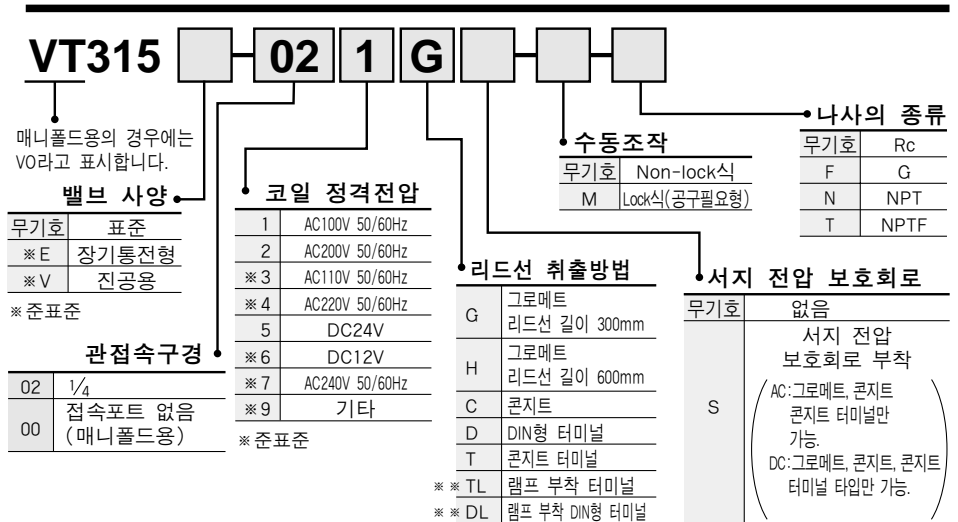 VT315 - 02 1 G - -
매니폴드용의 경우에는
VO라고 표시합니다.
밸브 사양
무기호 표준
※E 장기통전형
※V 진공용
※준표준
관접속구경
02 1/4
00 접속포트 없음
(매니폴드용)
코일 정격전압
1 AC100V 50/60Hz
2 AC200V 50/60Hz
※3 AC110V 50/60Hz
※4 AC220V 50/60Hz
5 DC24V
※6 DC12V
※7 AC240V 50/60Hz
※9 기타
※준표준
리드선 취출방법
G 그로메트
리드선 길이 300mm
H 그로메트
리드선 길이 600mm
C 콘지트
D DIN형 터미널
T 콘지트 터미널
※※TL 램프 부착 터미널
※※DL 램프 부착 DIN형 터미널
수동조작
무기호 Non-lock식
M Lock식(공구필요형)
나사의 종류
무기호 Rc
F G
N NPT
T NPTF
서지 전압 보호회로
무기호 없음
S 서지 전압
보호회로 부착
(AC:그로메트, 콘지트
콘지트 터미널만
가능.
DC:그로메트, 콘지트, 콘지트
터미널 타입만 가능.)